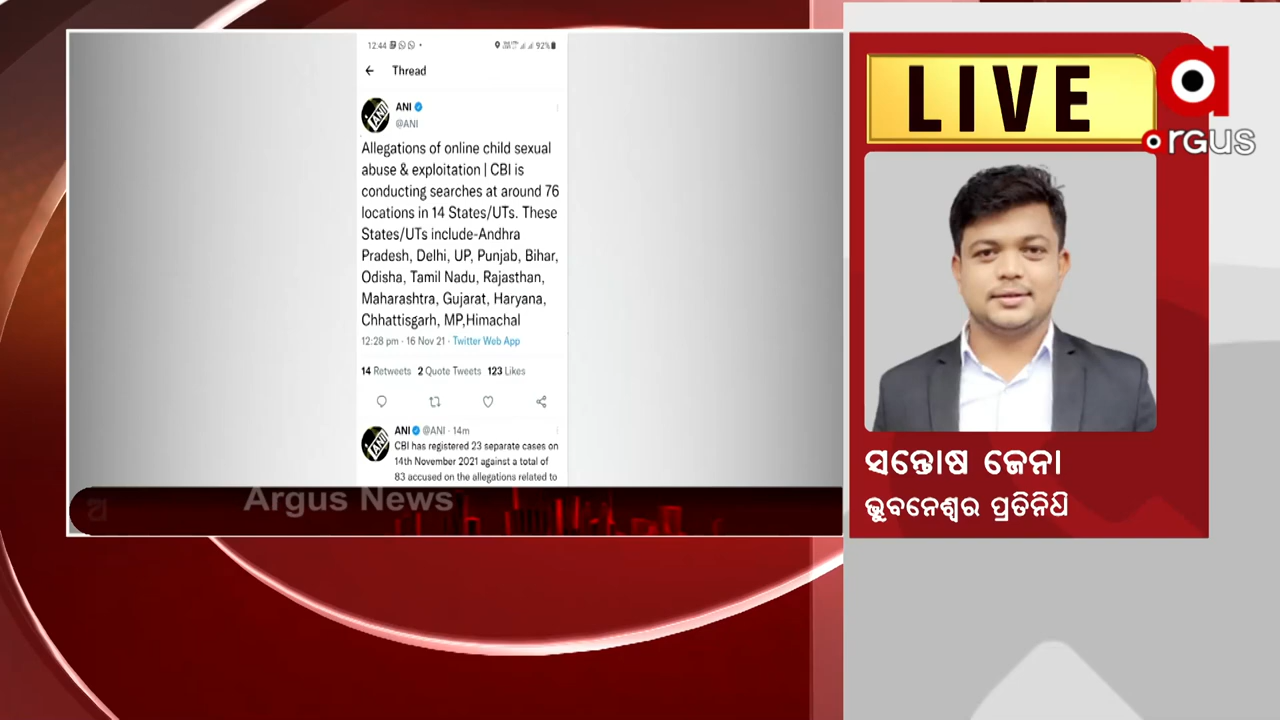 12:44
92%
Thread
ANI
@ANI
Allegations of online child sexual
abuse & exploitation | CBI is
conducting searches at around 76
locations in 14 States/UTs. These
States/UTs include-Andhra
Pradesh, Delhi, UP, Punjab, Bihar,
Odisha, Tamil Nadu, Rajasthan,
Maharashtra, Gujarat, Haryana,
Chhattisgarh, MP,Himachal
12:28 pm · 16 Nov 21 · Twitter Web App
14 Retweets 2 Quote Tweets 123 Likes
ANI @ANI · 14m
CBI has registered 23 separate cases on
14th November 2021 against a total of
83 accused on the allegations related to
Argus News
LIVE
argus
ସନ୍ତୋଷ ଜେନା
ଭୁବନେଶ୍ୱର ପ୍ରତିନିଧି